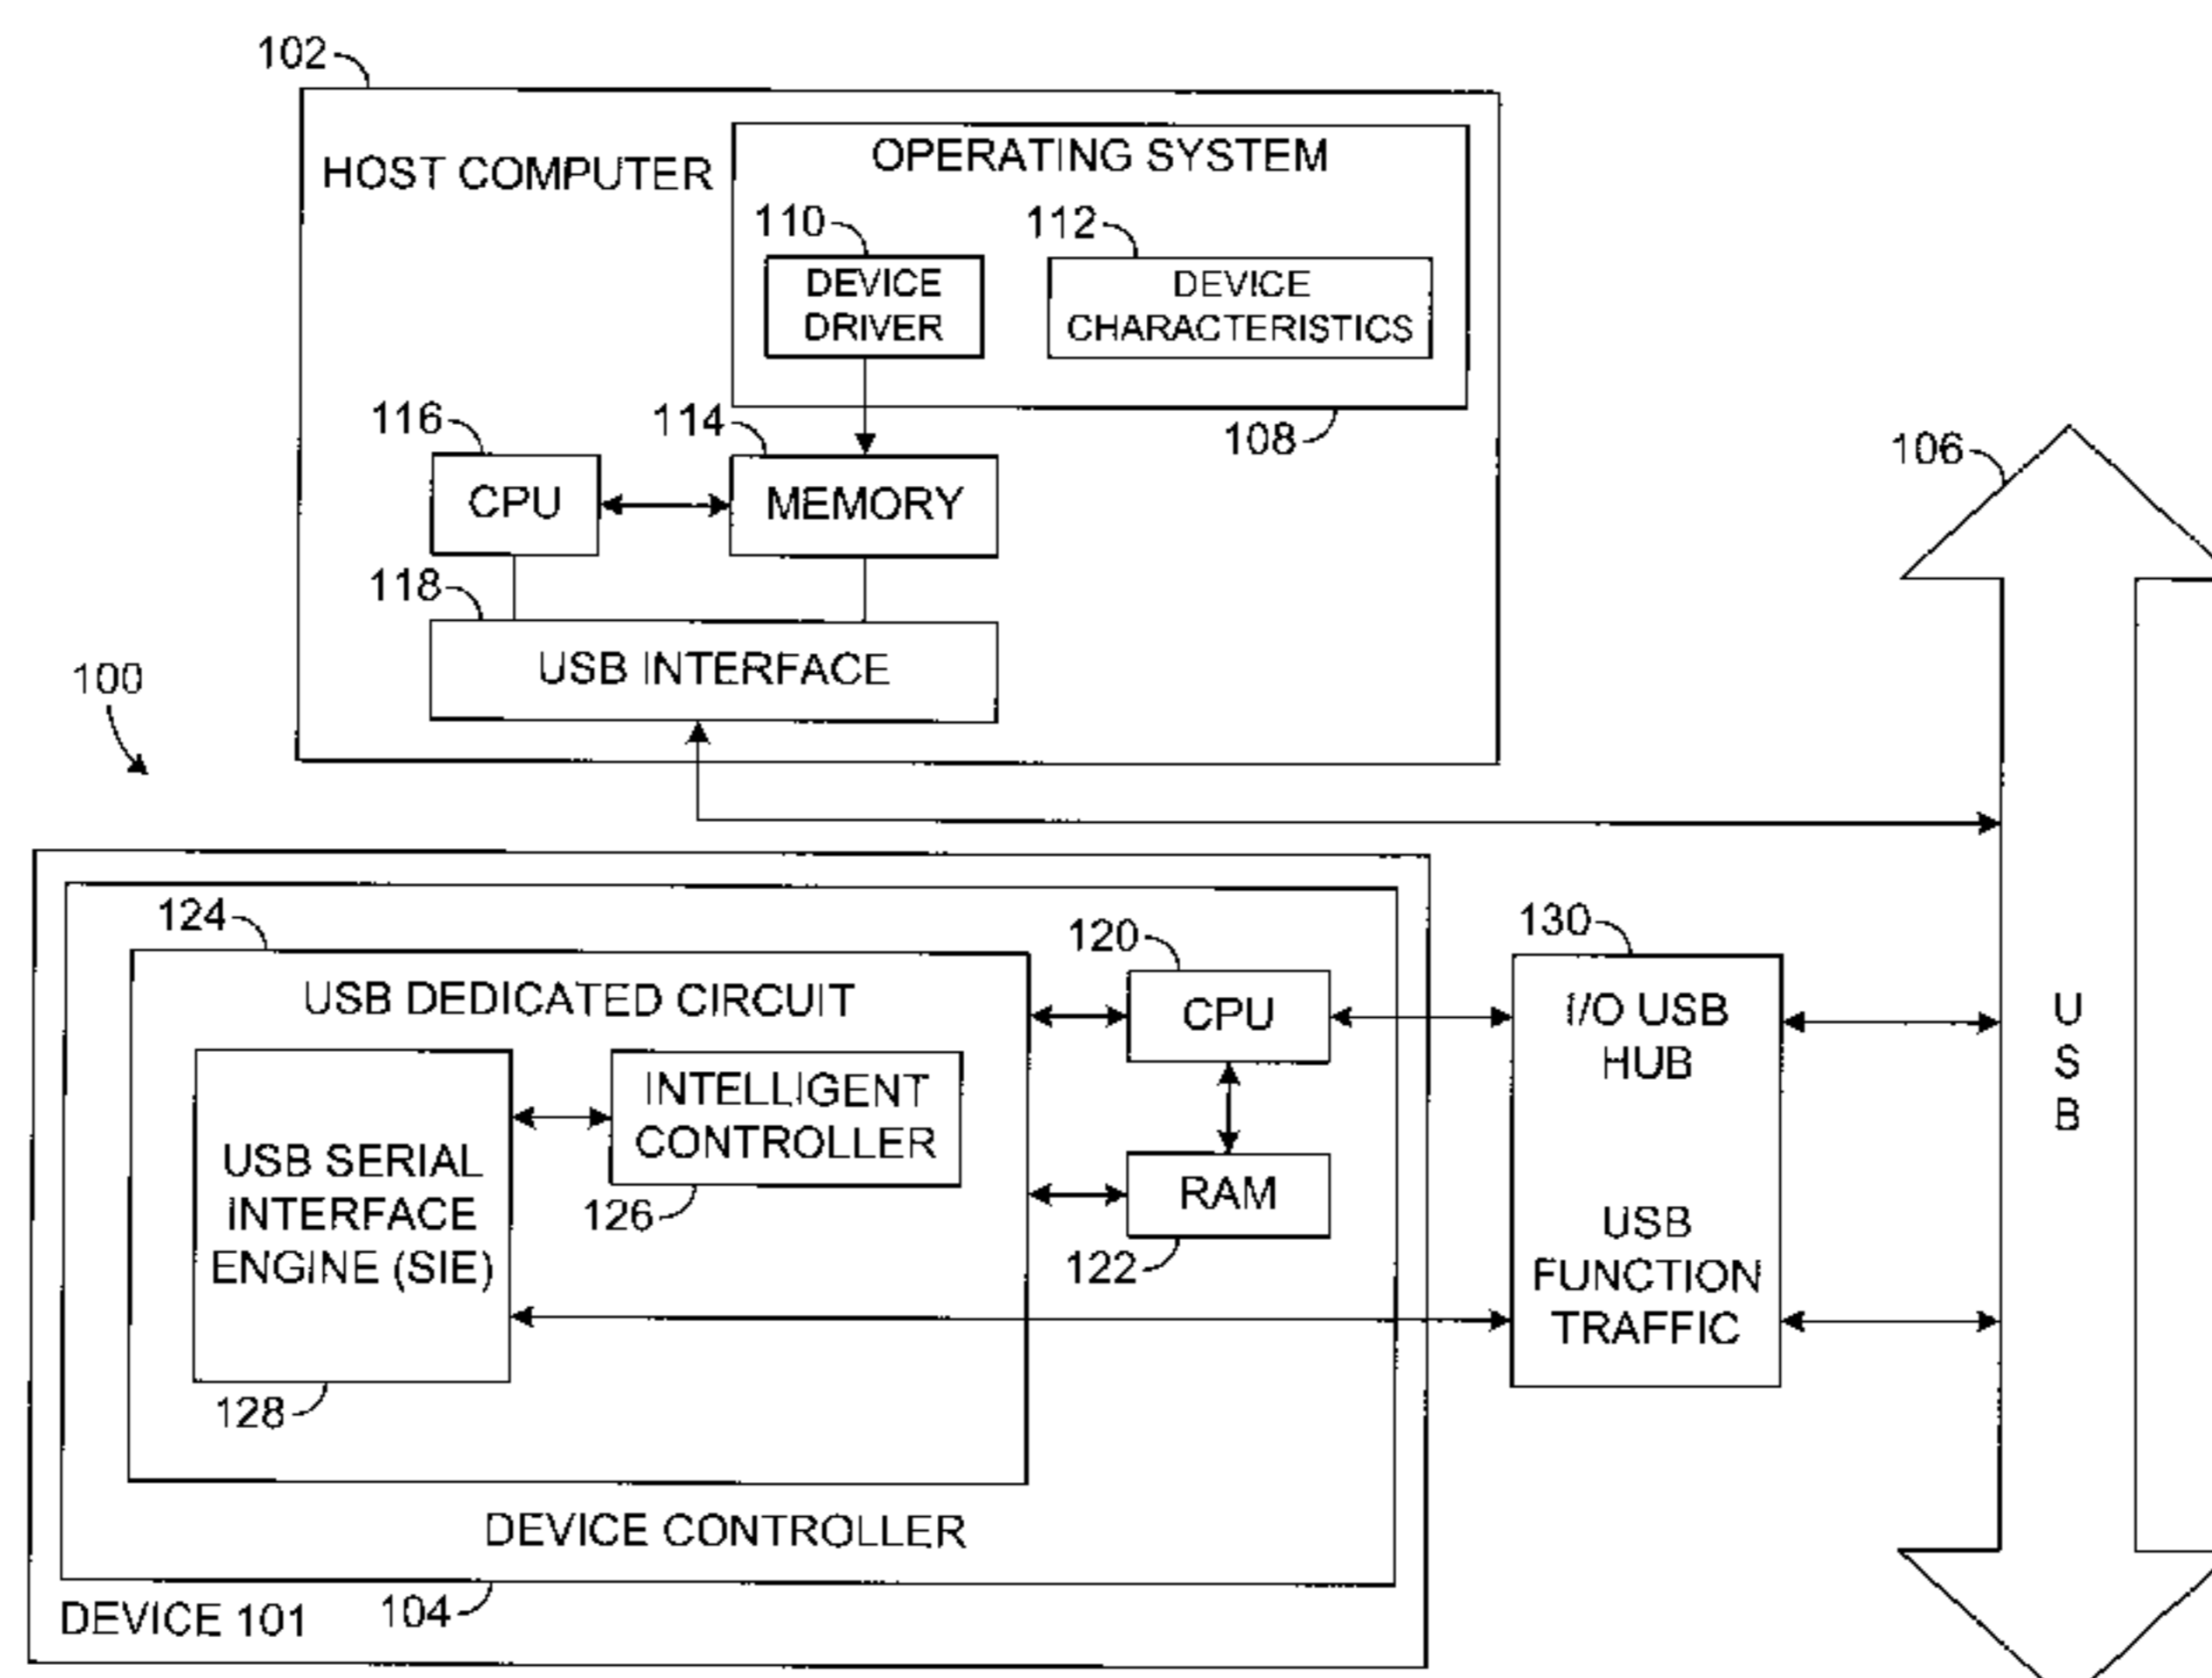 102
HOST COMPUTER
OPERATING SYSTEM
110
112
DEVICE
DRIVER
DEVICE
CHARACTERISTICS
116
114
108
106
CPU
MEMORY
118
USB INTERFACE
100
124
120
130
USB DEDICATED CIRCUIT
CPU
I/O USB
HUB
U
S
B
INTELLIGENT
CONTROLLER
USB SERIAL
INTERFACE
ENGINE (SIE)
126
RAM
122
USB
FUNCTION
TRAFFIC
128
DEVICE CONTROLLER
DEVICE 101
104